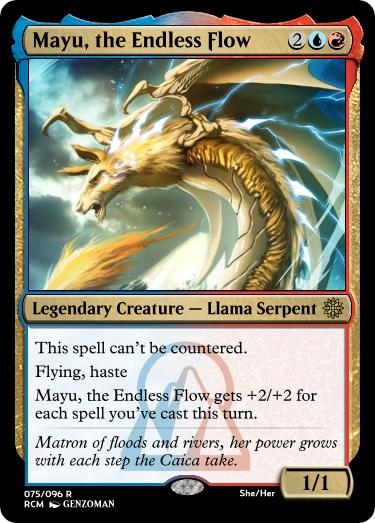 Mayu, the Endless Flow 2
Legendary Creature — Llama Serpent
This spell can't be countered.
Flying, haste
Mayu, the Endless Flow gets +2/+2 for
each spell you've cast this turn.
Matron of floods and rivers, her power grows
with each step the Caica take.
1/1
075/096 R
She/Her
RCM GENZOMAN